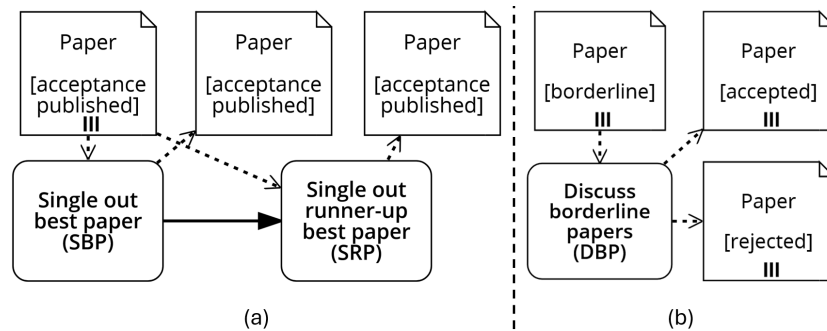 Paper
[acceptance
published]
Paper
[acceptance
published]
Paper
[acceptance
published]
Single out
best paper
(SBP)
Single out
runner-up
best paper
(SRP)
(a)
Paper
[borderline]
Paper
[accepted]
Discuss
borderline
papers
(DBP)
Paper
[rejected]
(b)